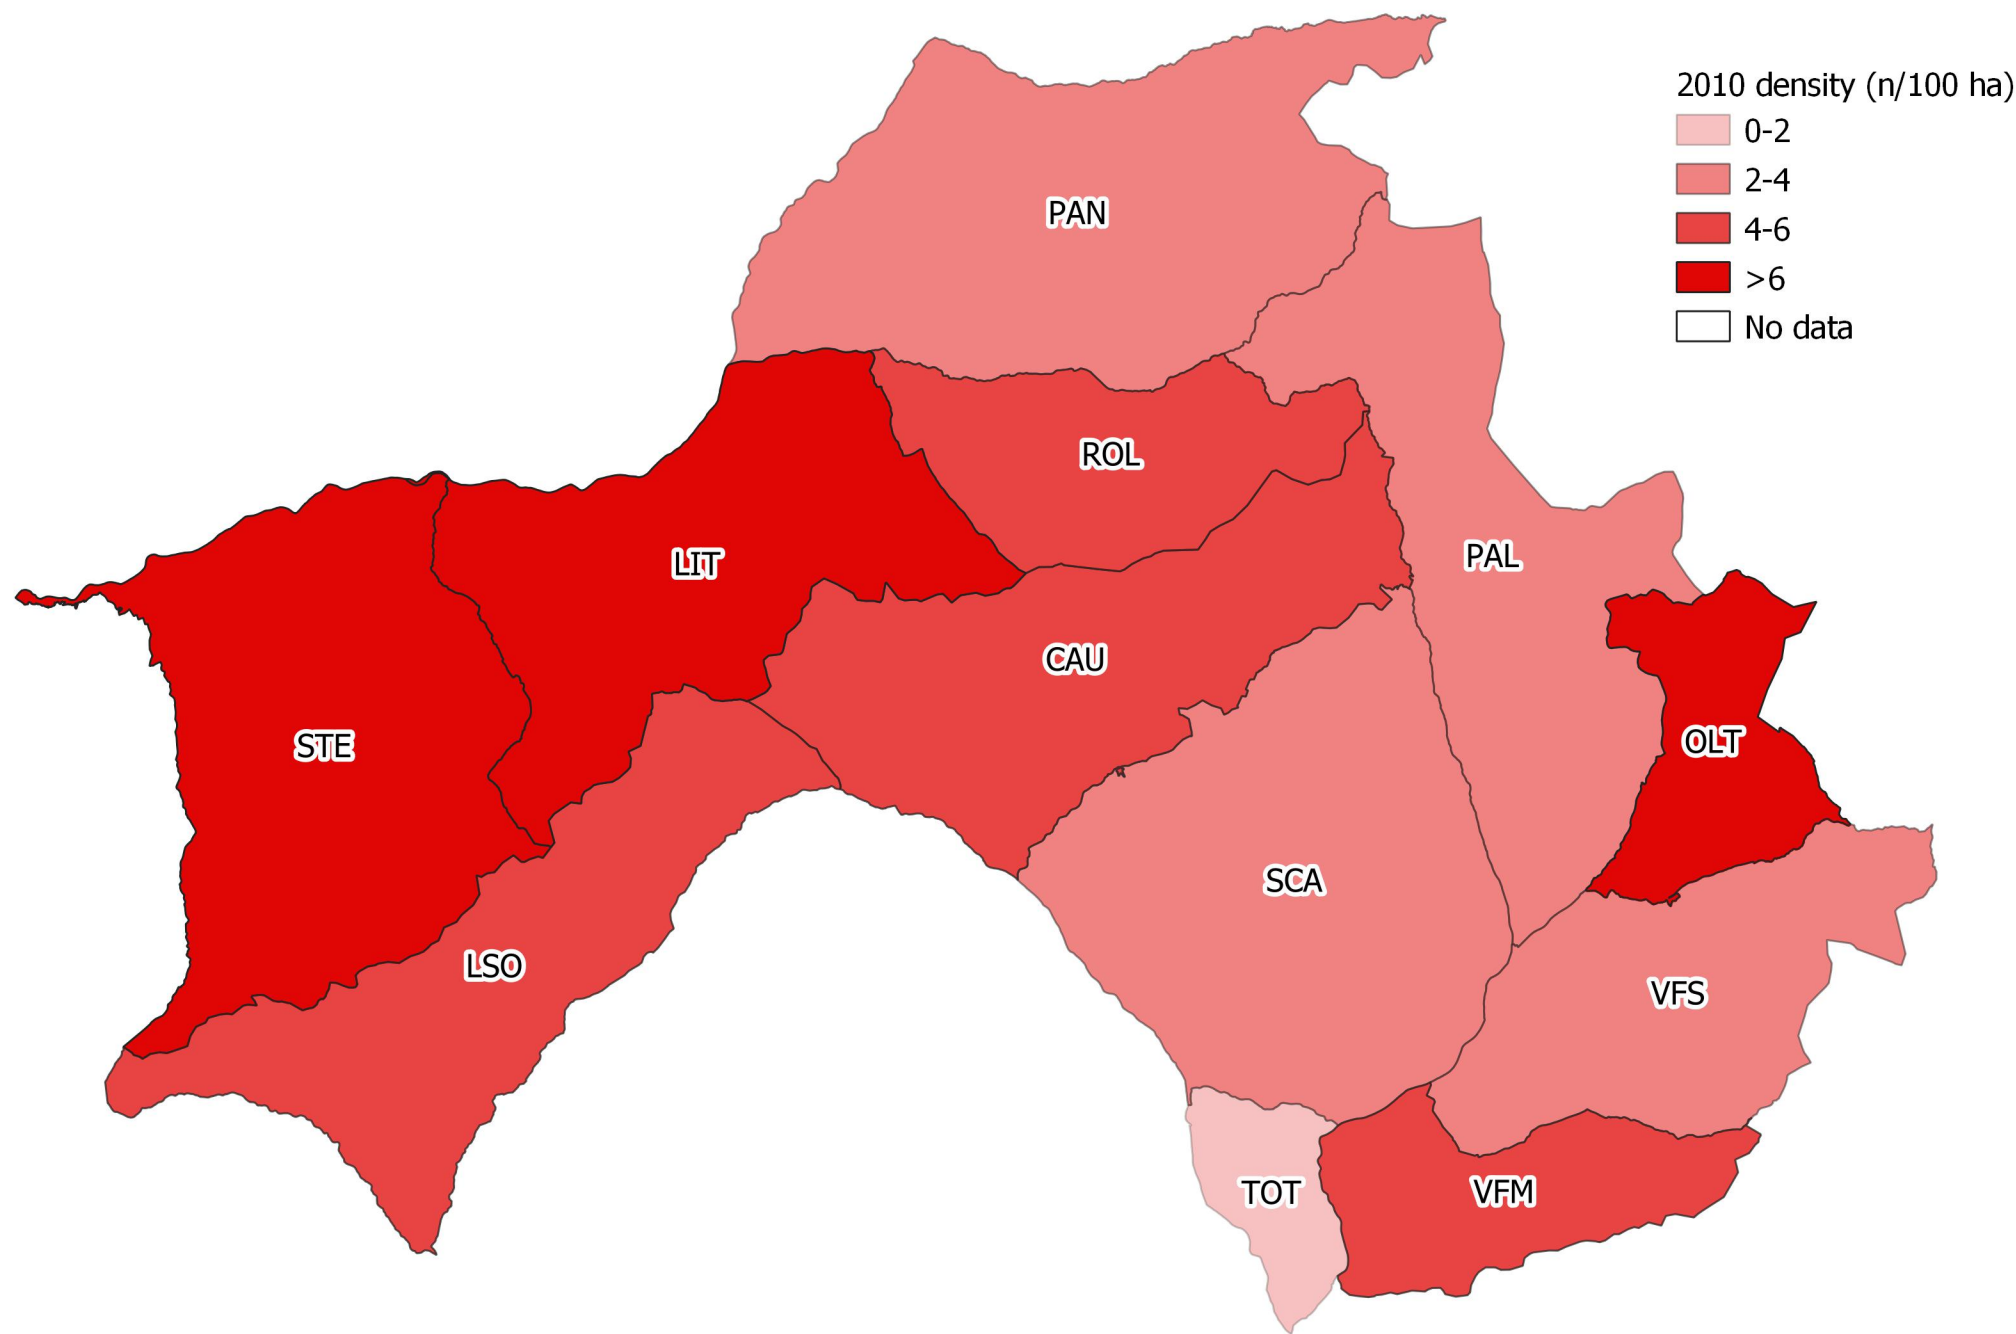 2010 density (n/100 ha)
0-2
2-4
4-6
>6
No data
PAN
ROL
LIT
PAL
CAU
STE
OLT
SCA
LSO
VFS
TOT
VFM